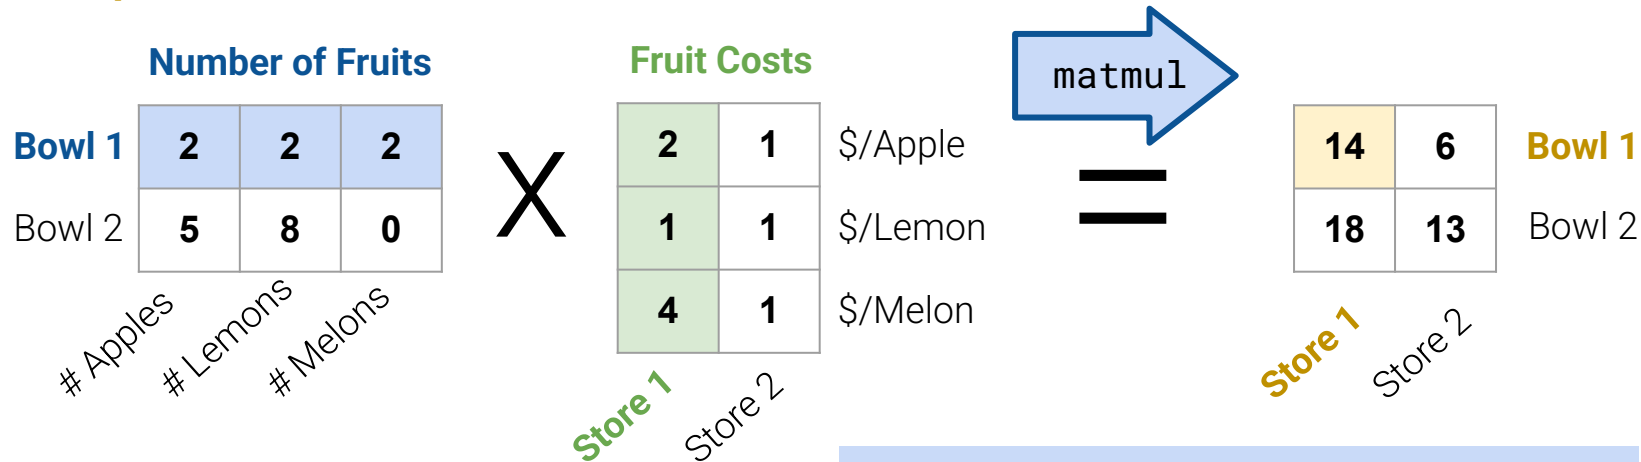 Number of Fruits
Fruit Costs
matmul
Bowl 1 2 2 2
Bowl 2 5 8 0
# Apples # Lemons # Melons
X
2 1 $/Apple
1 1 $/Lemon
4 1 $/Melon
Store 1 Store 2
=
14 6 Bowl 1
18 13 Bowl 2
Store 1 Store 2